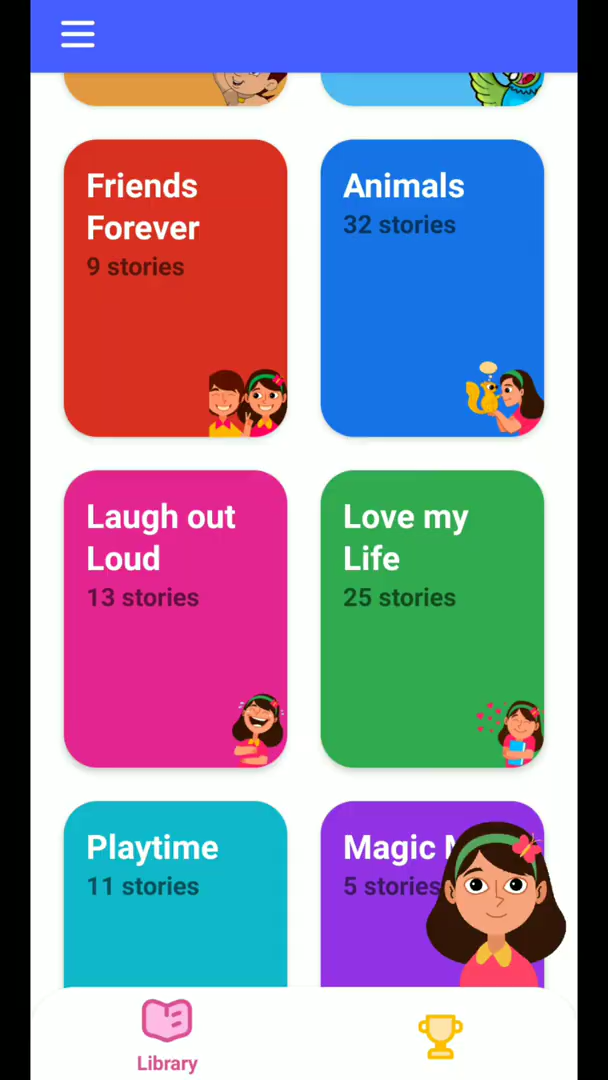 Friends
Forever
9 stories
Animals
32 stories
Laugh out
Loud
13 stories
Love my
Life
25 stories
Playtime
11 stories
Magic
5 stories
Library